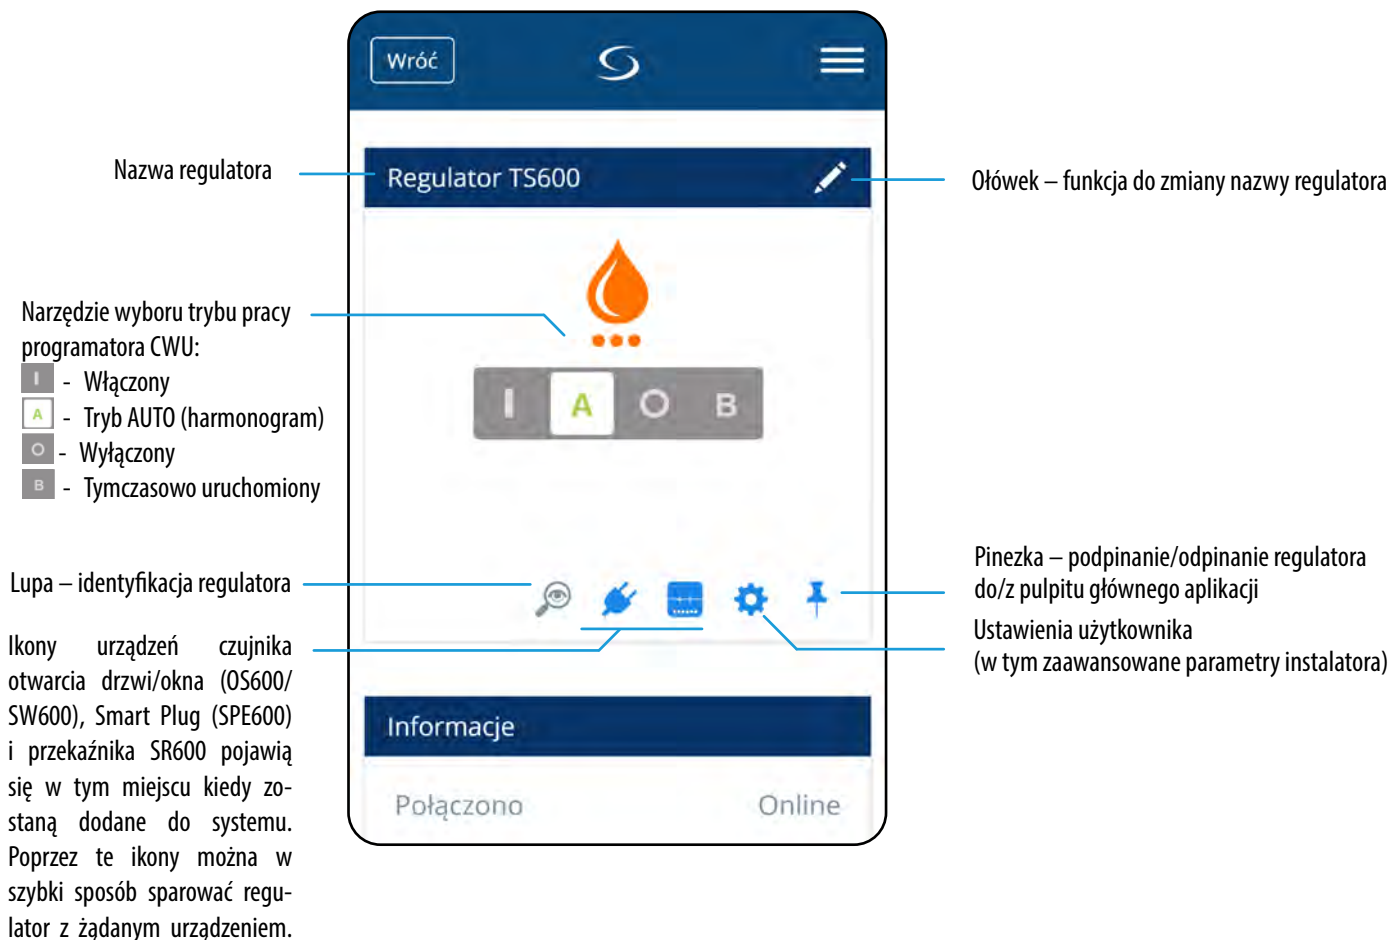 Wróć
Nazwa regulatora
Regulator TS600
Ołówek – funkcja do zmiany nazwy regulatora
Narzędzie wyboru trybu pracy
programatora CWU:
I - Włączony
A - Tryb AUTO (harmonogram)
O - Wyłączony
B - Tymczasowo uruchomiony
I A O B
Lupa – identyfikacja regulatora
Pinezka – podpinanie/odpinanie regulatora
do/z pulpitu głównego aplikacji
Ustawienia użytkownika
(w tym zaawansowane parametry instalatora)
Ikony urządzeń czujnika
otwarcia drzwi/okna (OS600/
SW600), Smart Plug (SPE600)
i przekaźnika SR600 pojawią
się w tym miejscu kiedy zo-
staną dodane do systemu.
Poprzez te ikony można w
szybki sposób sparować regu-
lator z żądanym urządzeniem.
Informacje
Połączono Online